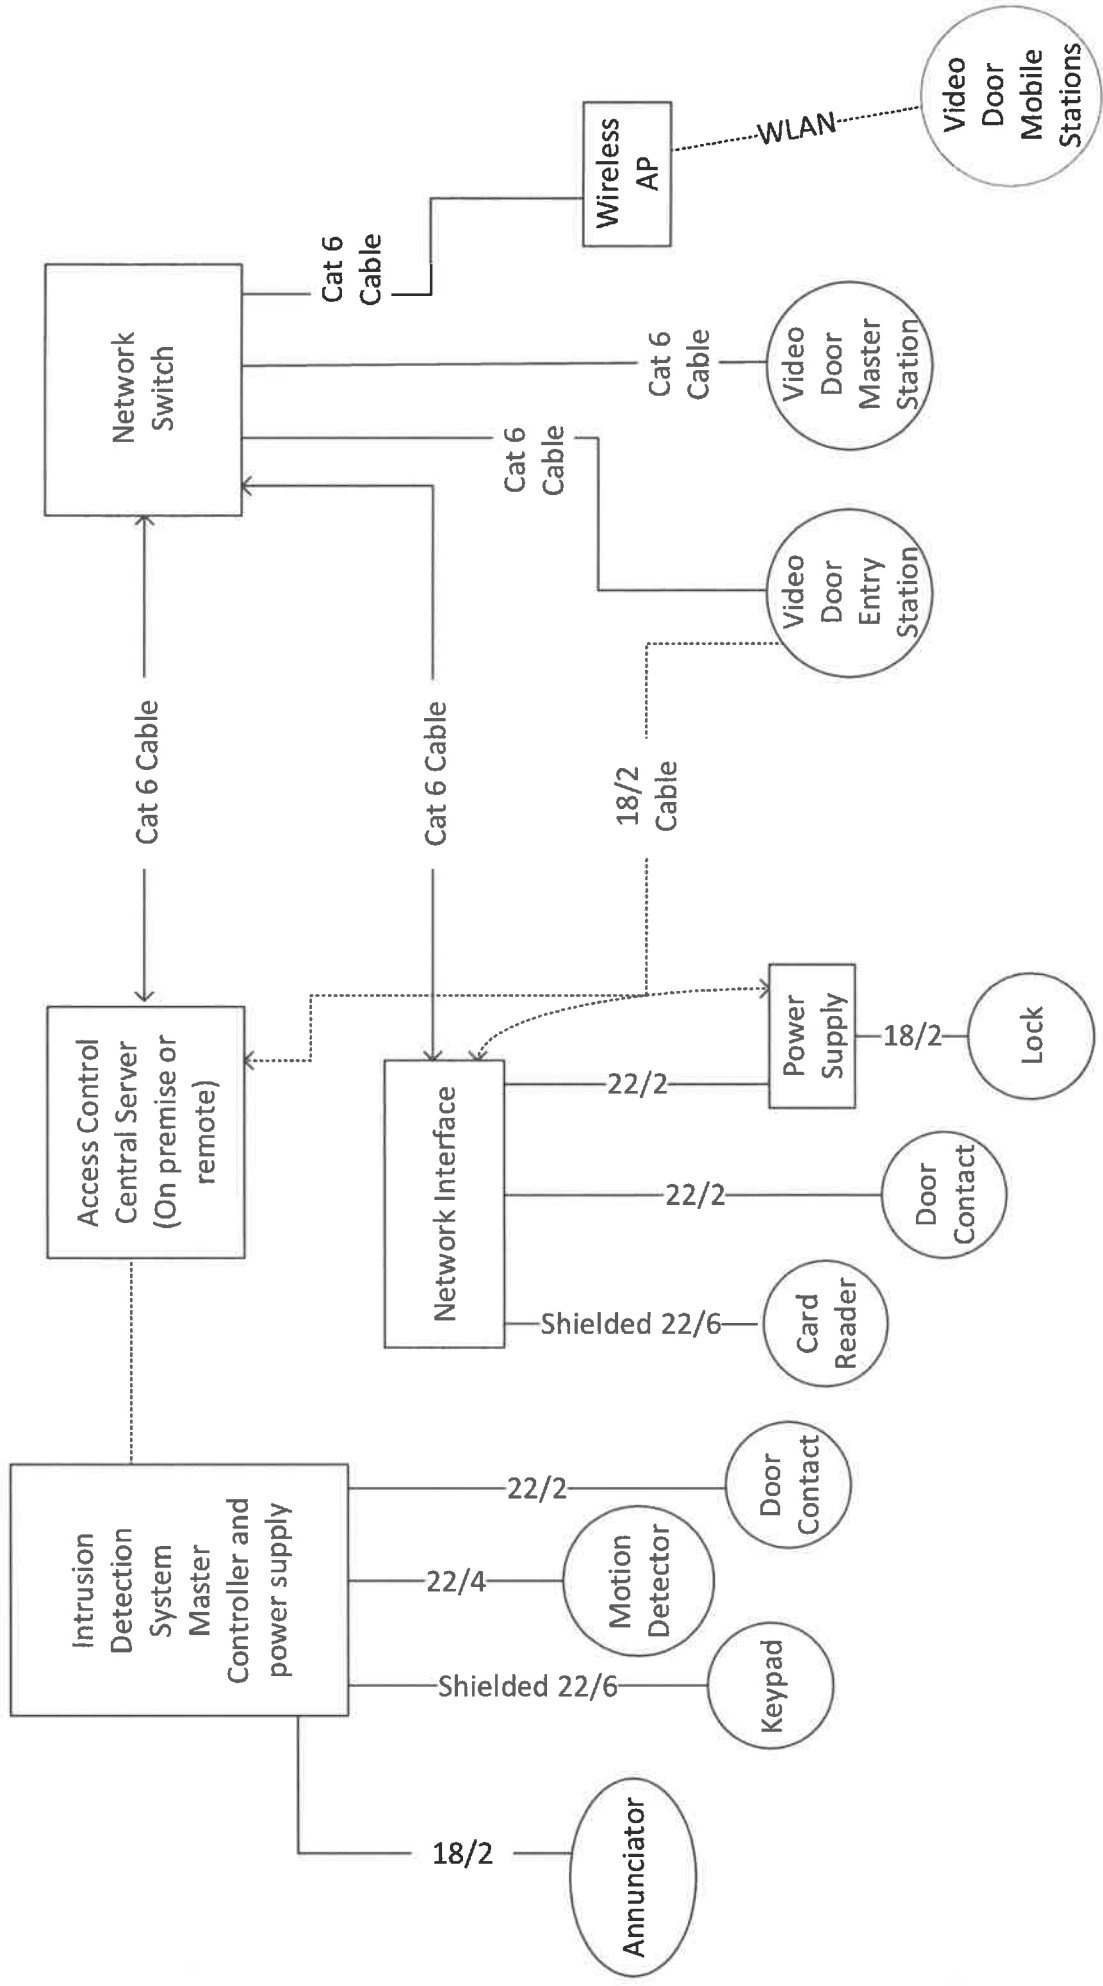 Intrusion
Detection
System
Master
Controller and
power supply
Access Control
Central Server
(On premise or
remote)
Cat 6 Cable
Network
Switch
Network Interface
Cat 6 Cable
18/2
Cable
Cat 6
Cable
Cat 6
Cable
Cat 6
Cable
Wireless
AP
WLAN
18/2
Shielded 22/6
22/4
22/2
Shielded 22/6
22/2
22/2
Power
Supply
18/2
Annunciator
Keypad
Motion
Detector
Door
Contact
Card
Reader
Door
Contact
Lock
Video
Door
Entry
Station
Video
Door
Master
Station
Video
Door
Mobile
Stations